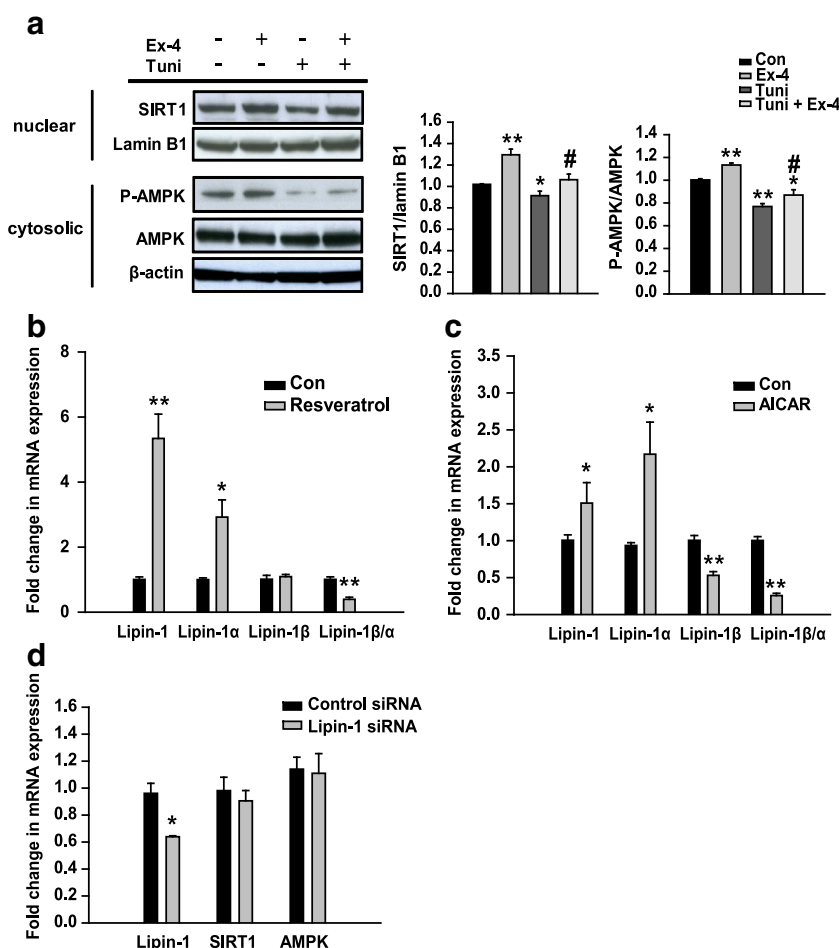 a
Ex-4 - + - +
Tuni - - + +
nuclear
SIRT1
Lamin B1
cytosolic
P-AMPK
AMPK
β-actin
SIRT1/lamin B1
1.6
1.4
1.2
1.0
0.8
0.6
0.4
0.2
0.0
** * #
P-AMPK/AMPK
1.4
1.2
1.0
0.8
0.6
0.4
0.2
0.0
** ** # *
Con
Ex-4
Tuni
Tuni + Ex-4
b
Fold change in mRNA expression
8
6
4
2
0
Con
Resveratrol
** * **
Lipin-1 Lipin-1α Lipin-1β Lipin-1β/α
c
Fold change in mRNA expression
3.5
3.0
2.5
2.0
1.5
1.0
0.5
0.0
Con
AICAR
* * ** **
Lipin-1 Lipin-1α Lipin-1β Lipin-1β/α
d
Fold change in mRNA expression
1.6
1.4
1.2
1.0
0.8
0.6
0.4
0.2
0.0
Control siRNA
Lipin-1 siRNA
*
Lipin-1 SIRT1 AMPK